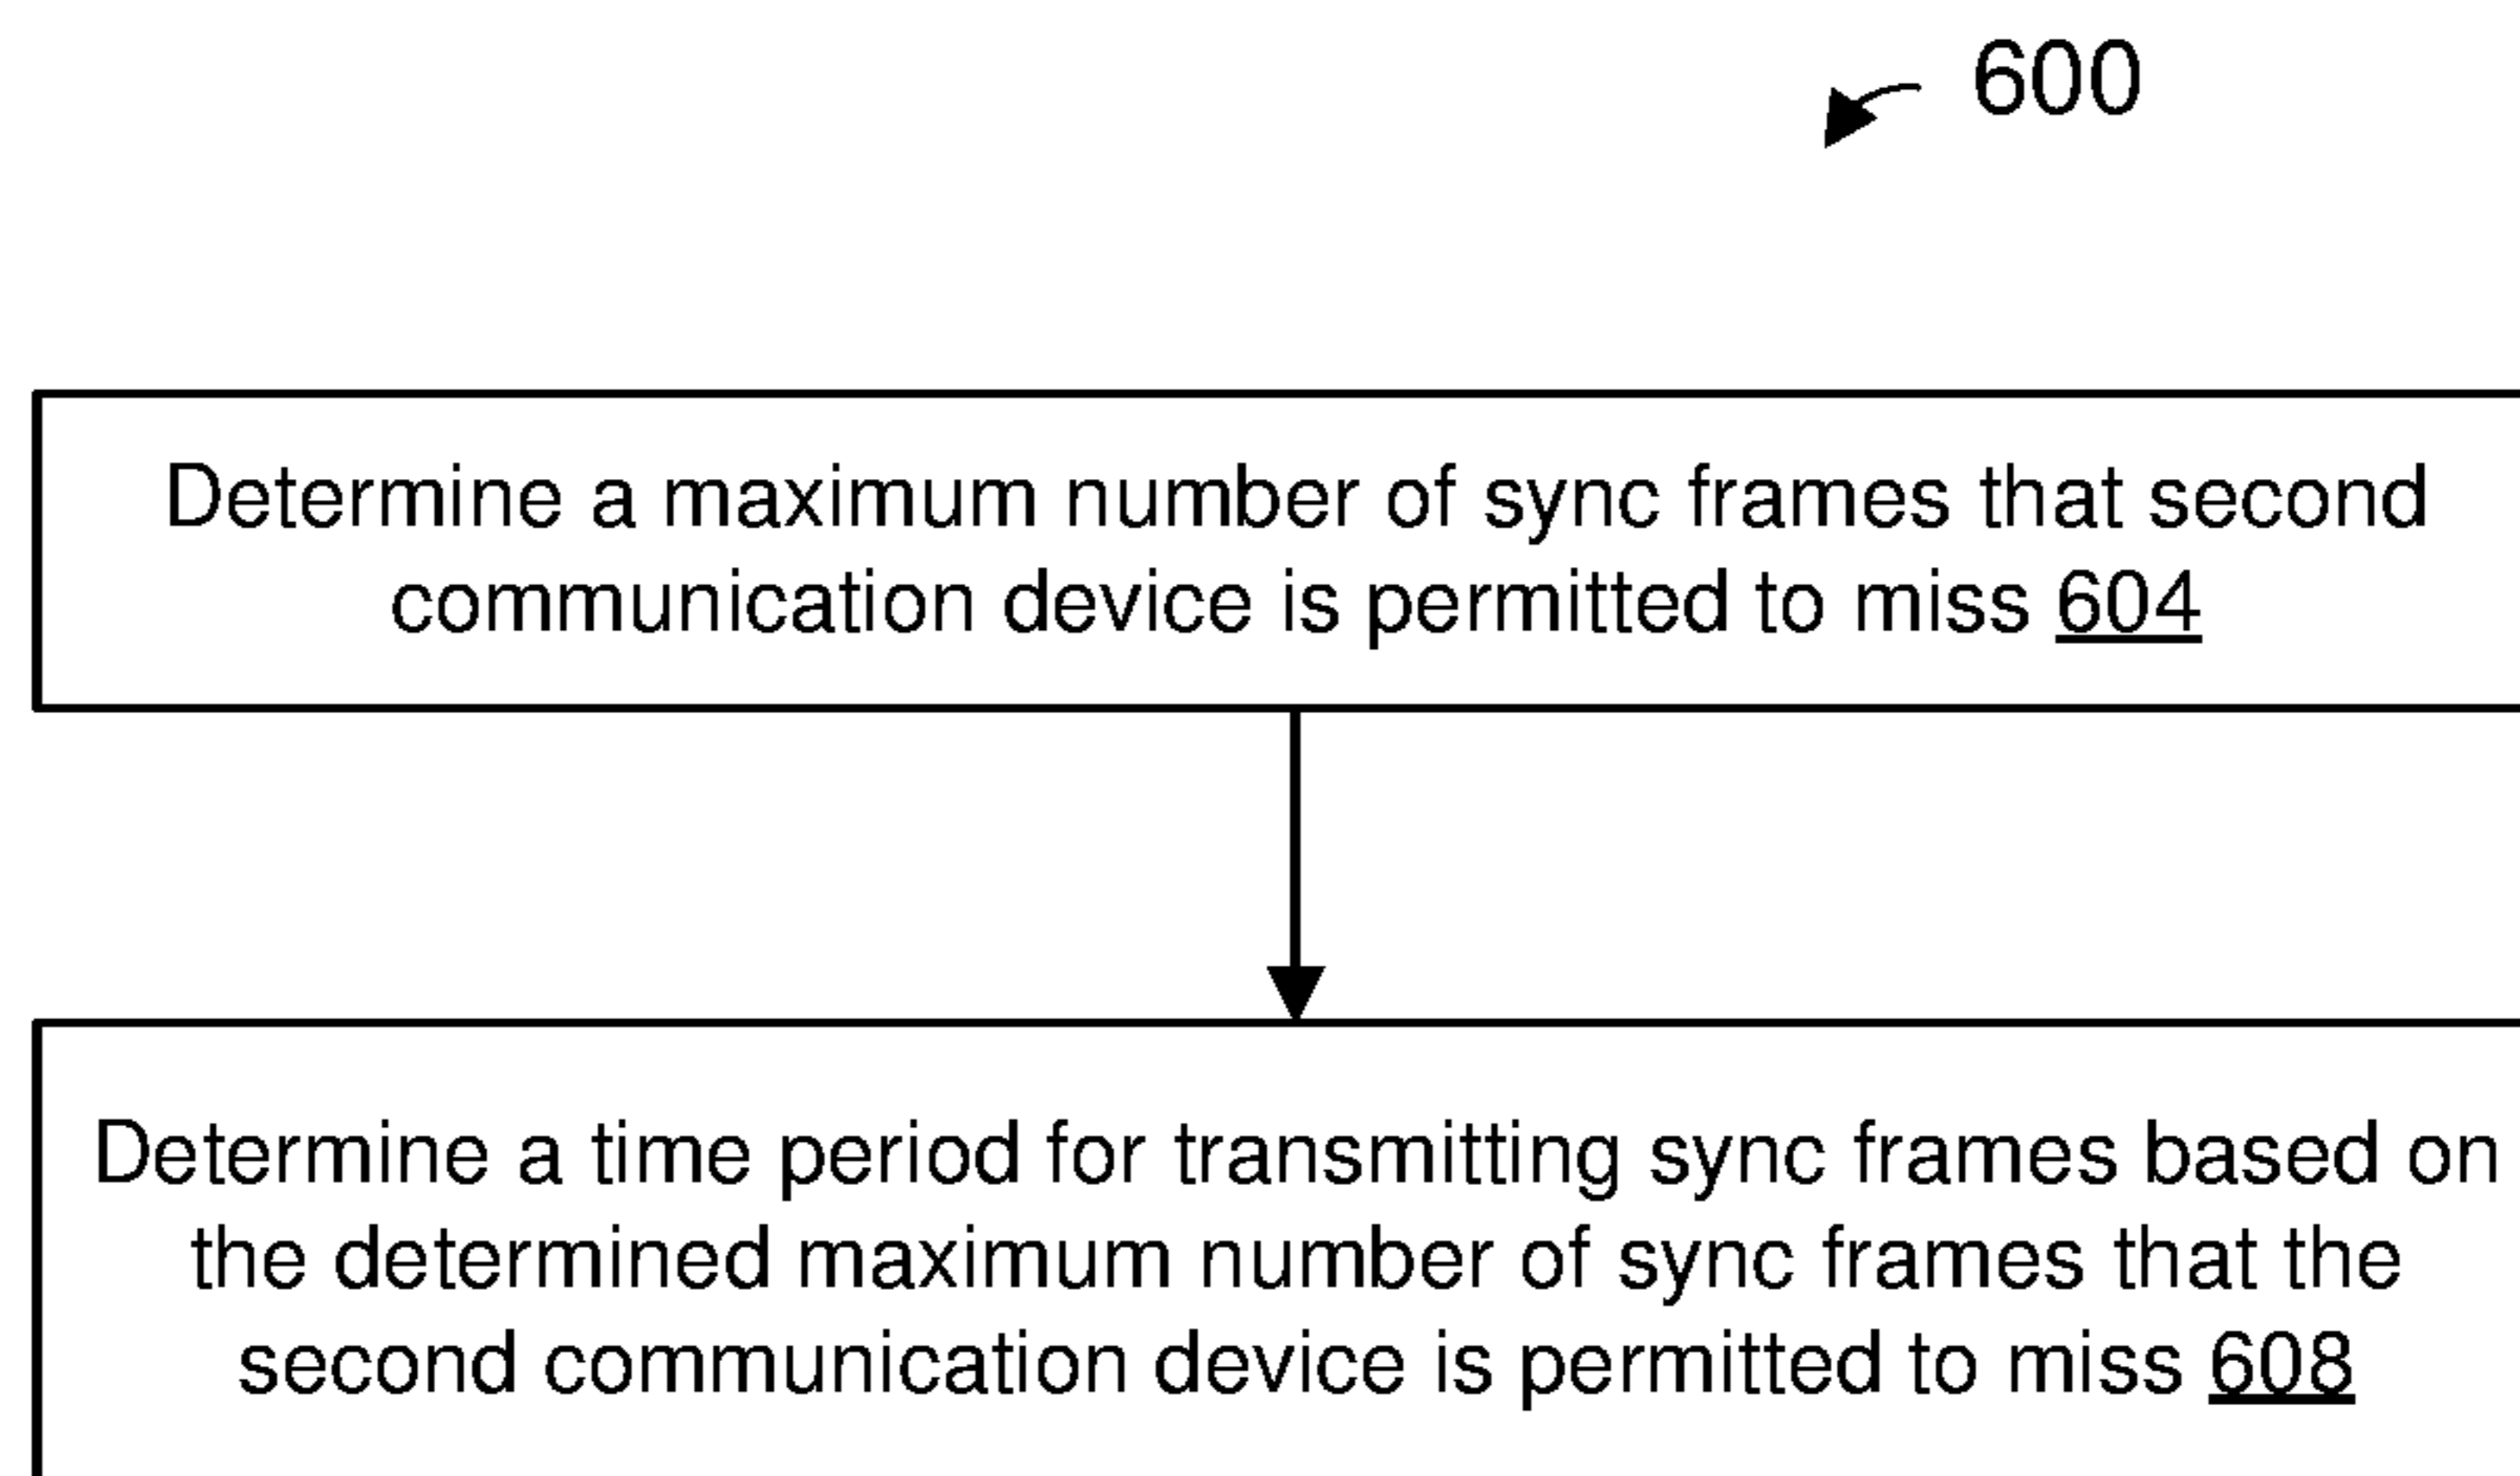 600
Determine a maximum number of sync frames that second
communication device is permitted to miss 604
Determine a time period for transmitting sync frames based on
the determined maximum number of sync frames that the
second communication device is permitted to miss 608